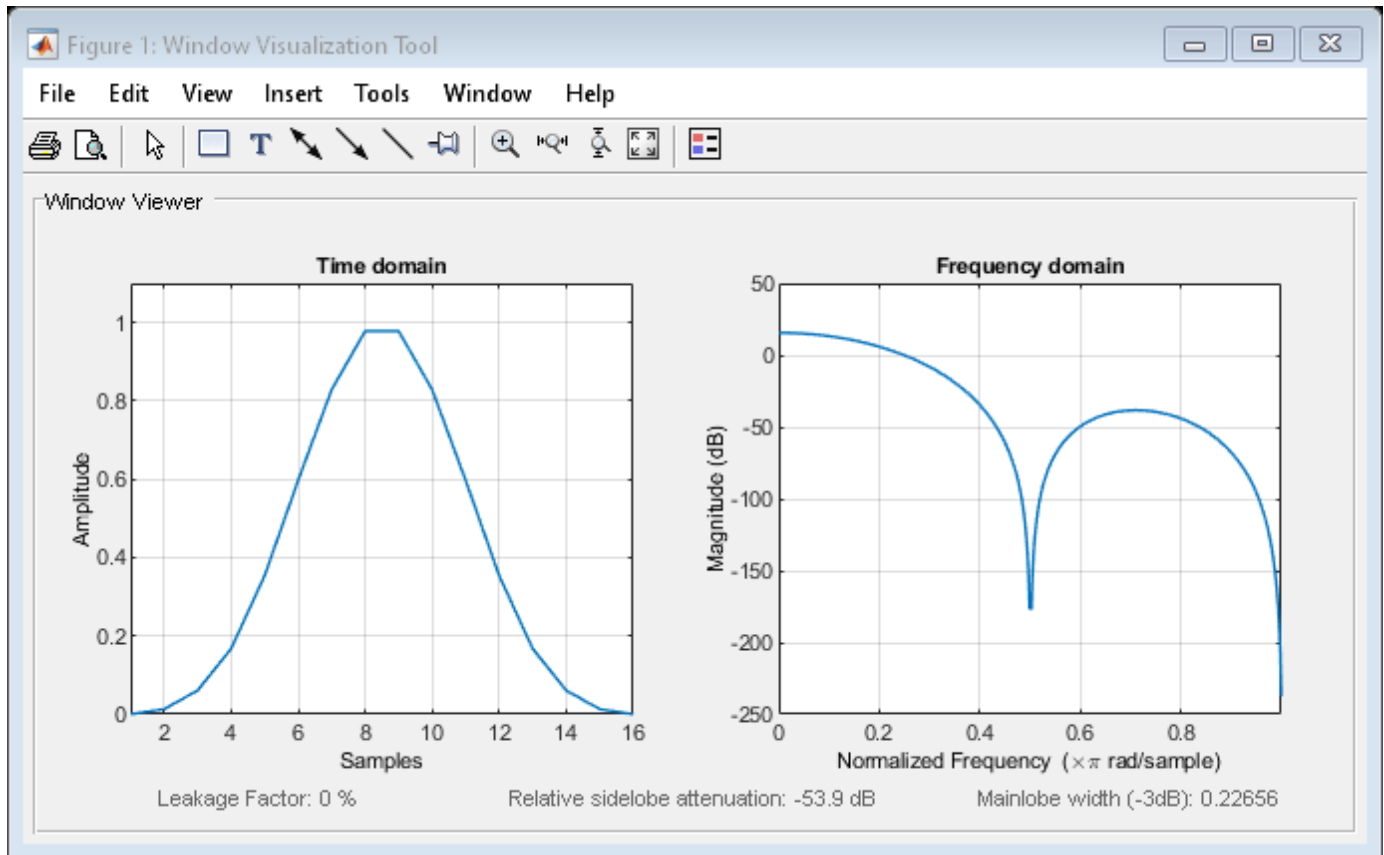 Figure 1: Window Visualization Tool
File Edit View Insert Tools Window Help
T
Window Viewer
Time domain
1
0.8
0.6
0.4
0.2
0
Amplitude
2 4 6 8 10 12 14 16
Samples
Frequency domain
50
0
-50
-100
-150
-200
-250
Magnitude (dB)
0 0.2 0.4 0.6 0.8
Normalized Frequency (×π rad/sample)
Leakage Factor: 0 % Relative sidelobe attenuation: -53.9 dB Mainlobe width (-3dB): 0.22656